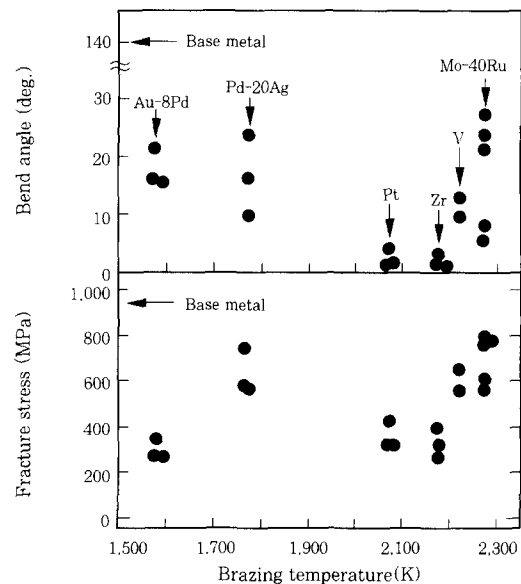 140
Base metal
Mo-40Ru
Au-8Pd
Pd-20Ag
30
20
10
0
V
Pt
Zr
Bend angle (deg.)
1.000
Base metal
800
600
400
200
0
Fracture stress (MPa)
1,500
1.700
1,900
2,100
2,300
Brazing temperature(K)